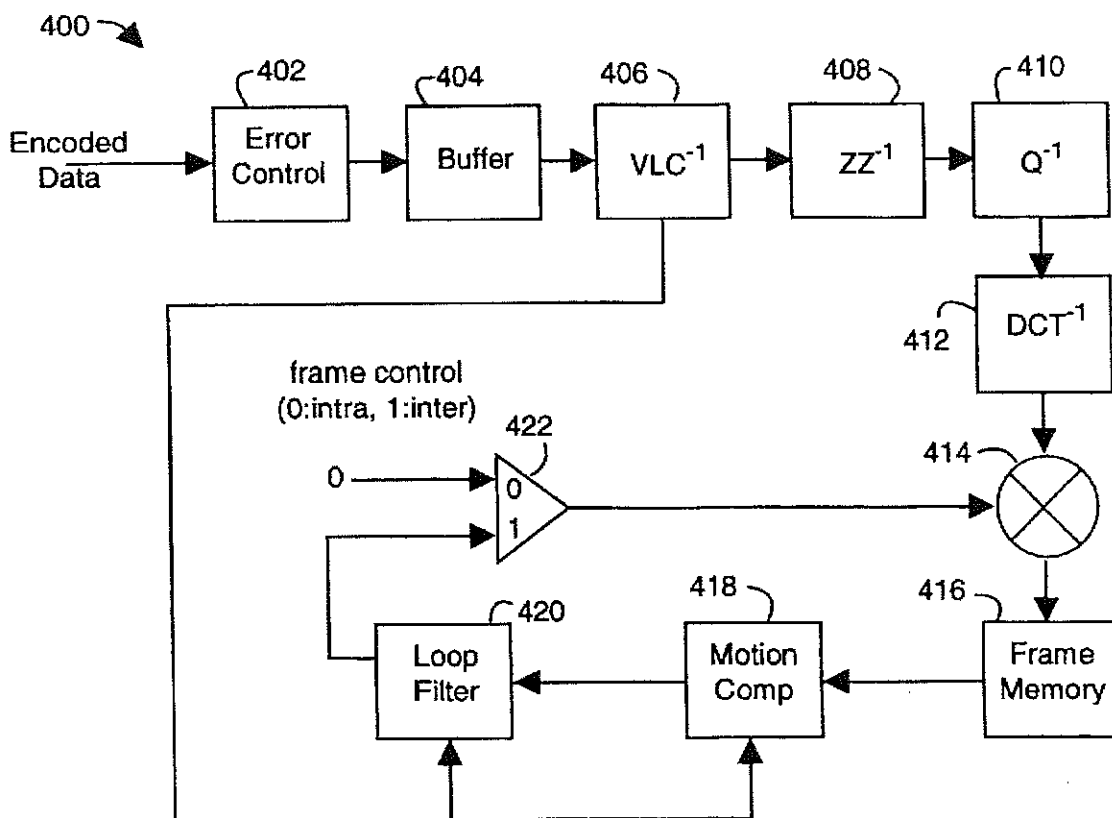 400
402
404
406
408
410
Encoded
Data
Error
Control
Buffer
VLC-1
ZZ-1
Q-1
DCT-1
412
frame control
(0:intra, 1:inter)
422
414
0
0
1
420
418
416
Loop
Filter
Motion
Comp
Frame
Memory